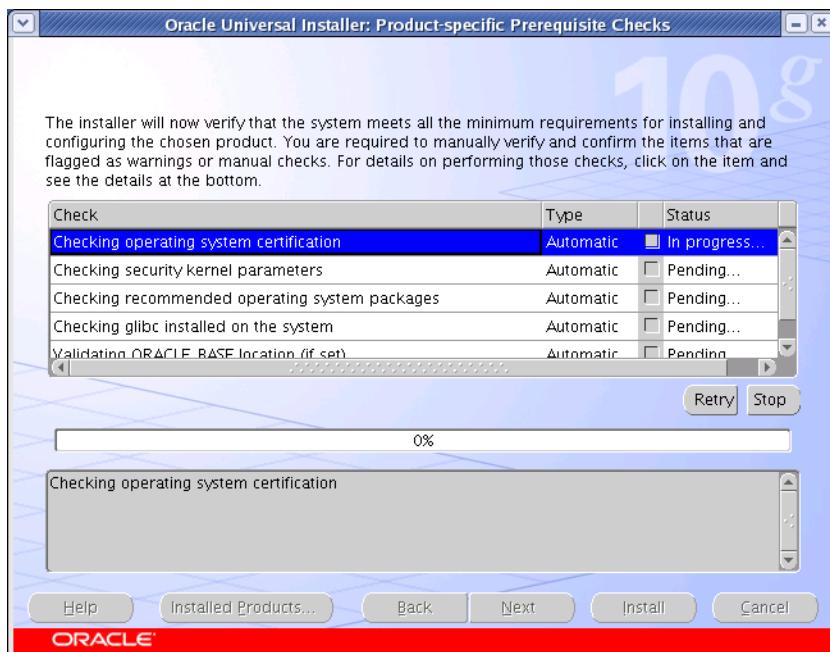 Oracle Universal Installer: Product-specific Prerequisite Checks
10g
The installer will now verify that the system meets all the minimum requirements for installing and
configuring the chosen product. You are required to manually verify and confirm the items that are
flagged as warnings or manual checks. For details on performing those checks, click on the item and
see the details at the bottom.
Check Type Status
Checking operating system certification Automatic In progress...
Checking security kernel parameters Automatic Pending...
Checking recommended operating system packages Automatic Pending...
Checking glibc installed on the system Automatic Pending...
Validating ORACLE_BASE location (if set) Automatic Pending
Retry Stop
0%
Checking operating system certification
Help Installed Products... Back Next Install Cancel
ORACLE